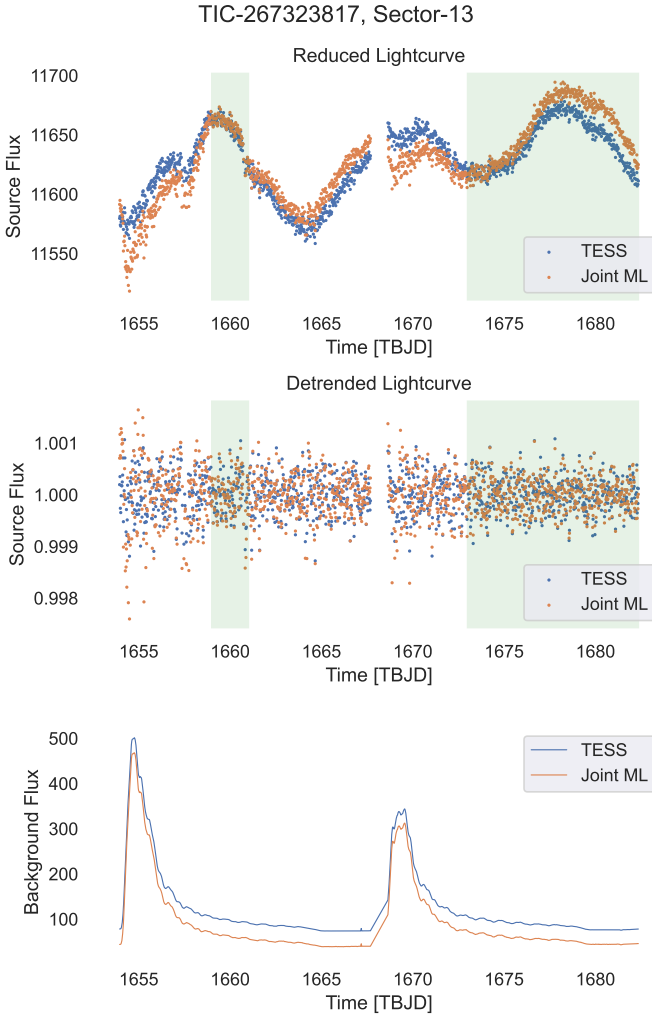 TIC-267323817, Sector-13
Reduced Lightcurve
11700
11650
11600
11550
Source Flux
TESS
Joint ML
1655 1660 1665 1670 1675 1680
Time [TBJD]
Detrended Lightcurve
1.001
1.000
0.999
0.998
Source Flux
TESS
Joint ML
1655 1660 1665 1670 1675 1680
Time [TBJD]
500
400
300
200
100
Background Flux
TESS
Joint ML
1655 1660 1665 1670 1675 1680
Time [TBJD]